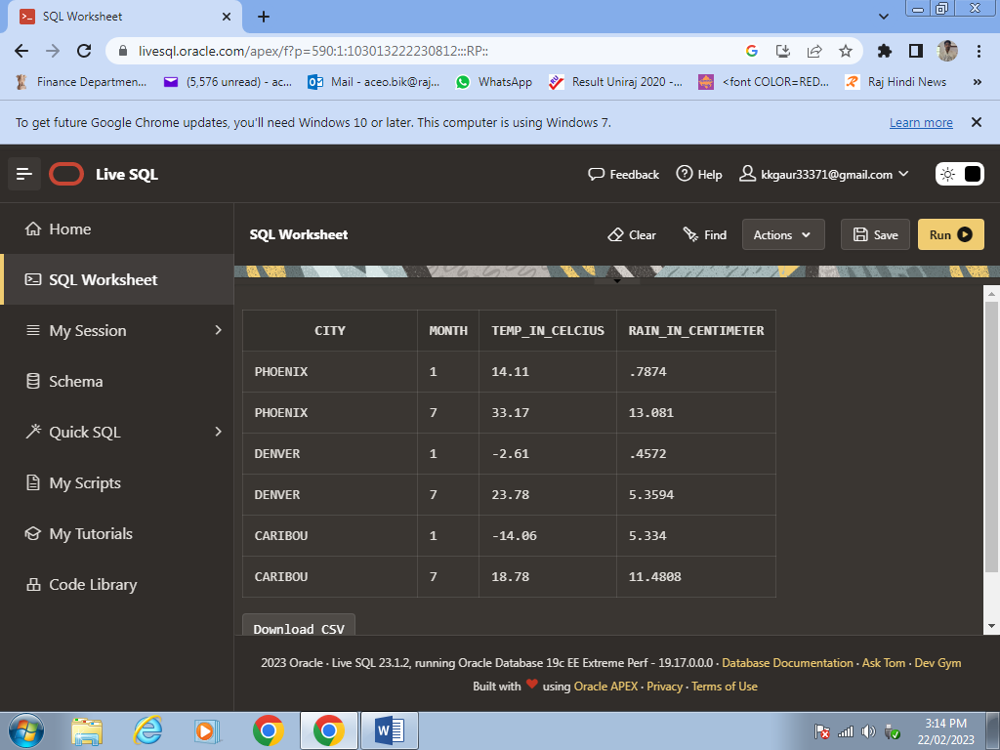 SQL Worksheet
livesql.oracle.com/apex/f?p=590:1:103013222230812:::RP::
Finance Departmen...
(5,576 unread) - ac...
Mail - aceo.bik@raj...
WhatsApp
Result Uniraj 2020 -...
<font COLOR=RED...
Raj Hindi News
»
To get future Google Chrome updates, you'll need Windows 10 or later. This computer is using Windows 7.
Learn more
Live SQL
Feedback
Help
kkgaur33371@gmail.com
Home
SQL Worksheet
My Session
Schema
Quick SQL
My Scripts
My Tutorials
Code Library
SQL Worksheet
Clear
Find
Actions
Save
Run
CITY MONTH TEMP_IN_CELCIUS RAIN_IN_CENTIMETER
PHOENIX 1 14.11 .7874
PHOENIX 7 33.17 13.081
DENVER 1 -2.61 .4572
DENVER 7 23.78 5.3594
CARIBOU 1 -14.06 5.334
CARIBOU 7 18.78 11.4808
Download CSV
2023 Oracle · Live SQL 23.1.2, running Oracle Database 19c EE Extreme Perf - 19.17.0.0.0 · Database Documentation · Ask Tom · Dev Gym
Built with ❤ using Oracle APEX · Privacy · Terms of Use
3:14 PM
22/02/2023